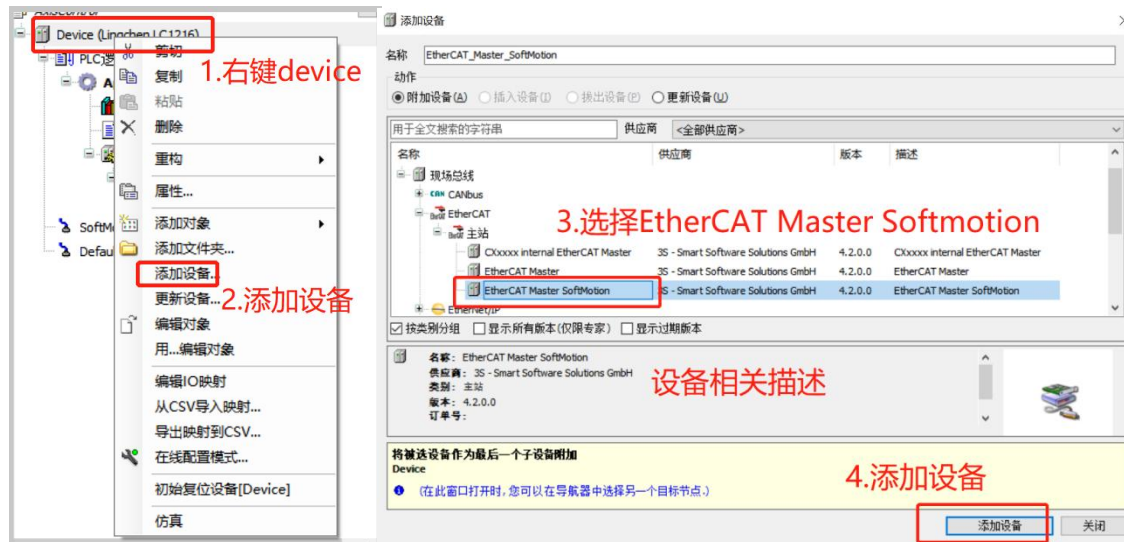 AxisControl
Device (Lingchen LC1216)
PLC逻
A
SoftM
Defau
剪切
复制
粘贴
删除
重构
属性...
添加对象
添加文件夹...
添加设备...
更新设备...
编辑对象
用...编辑对象
编辑IO映射
从CSV导入映射...
导出映射到CSV...
在线配置模式...
初始复位设备[Device]
仿真
1.右键device
2.添加设备
添加设备
名称 EtherCAT_Master_SoftMotion
动作
附加设备(A) 插入设备(I) 拔出设备(P) 更新设备(U)
用于全文搜索的字符串 供应商 <全部供应商>
名称 供应商 版本 描述
现场总线
CAN CANbus
EtherCAT
主站
3.选择EtherCAT Master Softmotion
CXxxxx internal EtherCAT Master 3S - Smart Software Solutions GmbH 4.2.0.0 CXxxxx internal EtherCAT Master
EtherCAT Master 3S - Smart Software Solutions GmbH 4.2.0.0 EtherCAT Master
EtherCAT Master SoftMotion 3S - Smart Software Solutions GmbH 4.2.0.0 EtherCAT Master SoftMotion
EtherNet/IP
按类别分组 显示所有版本(仅限专家) 显示过期版本
名称: EtherCAT Master SoftMotion
供应商: 3S - Smart Software Solutions GmbH
类别: 主站
版本: 4.2.0.0
订单号:
设备相关描述
将被选设备作为最后一个子设备附加
Device
(在此窗口打开时,您可以在导航器中选择另一个目标节点.)
4.添加设备
添加设备 关闭